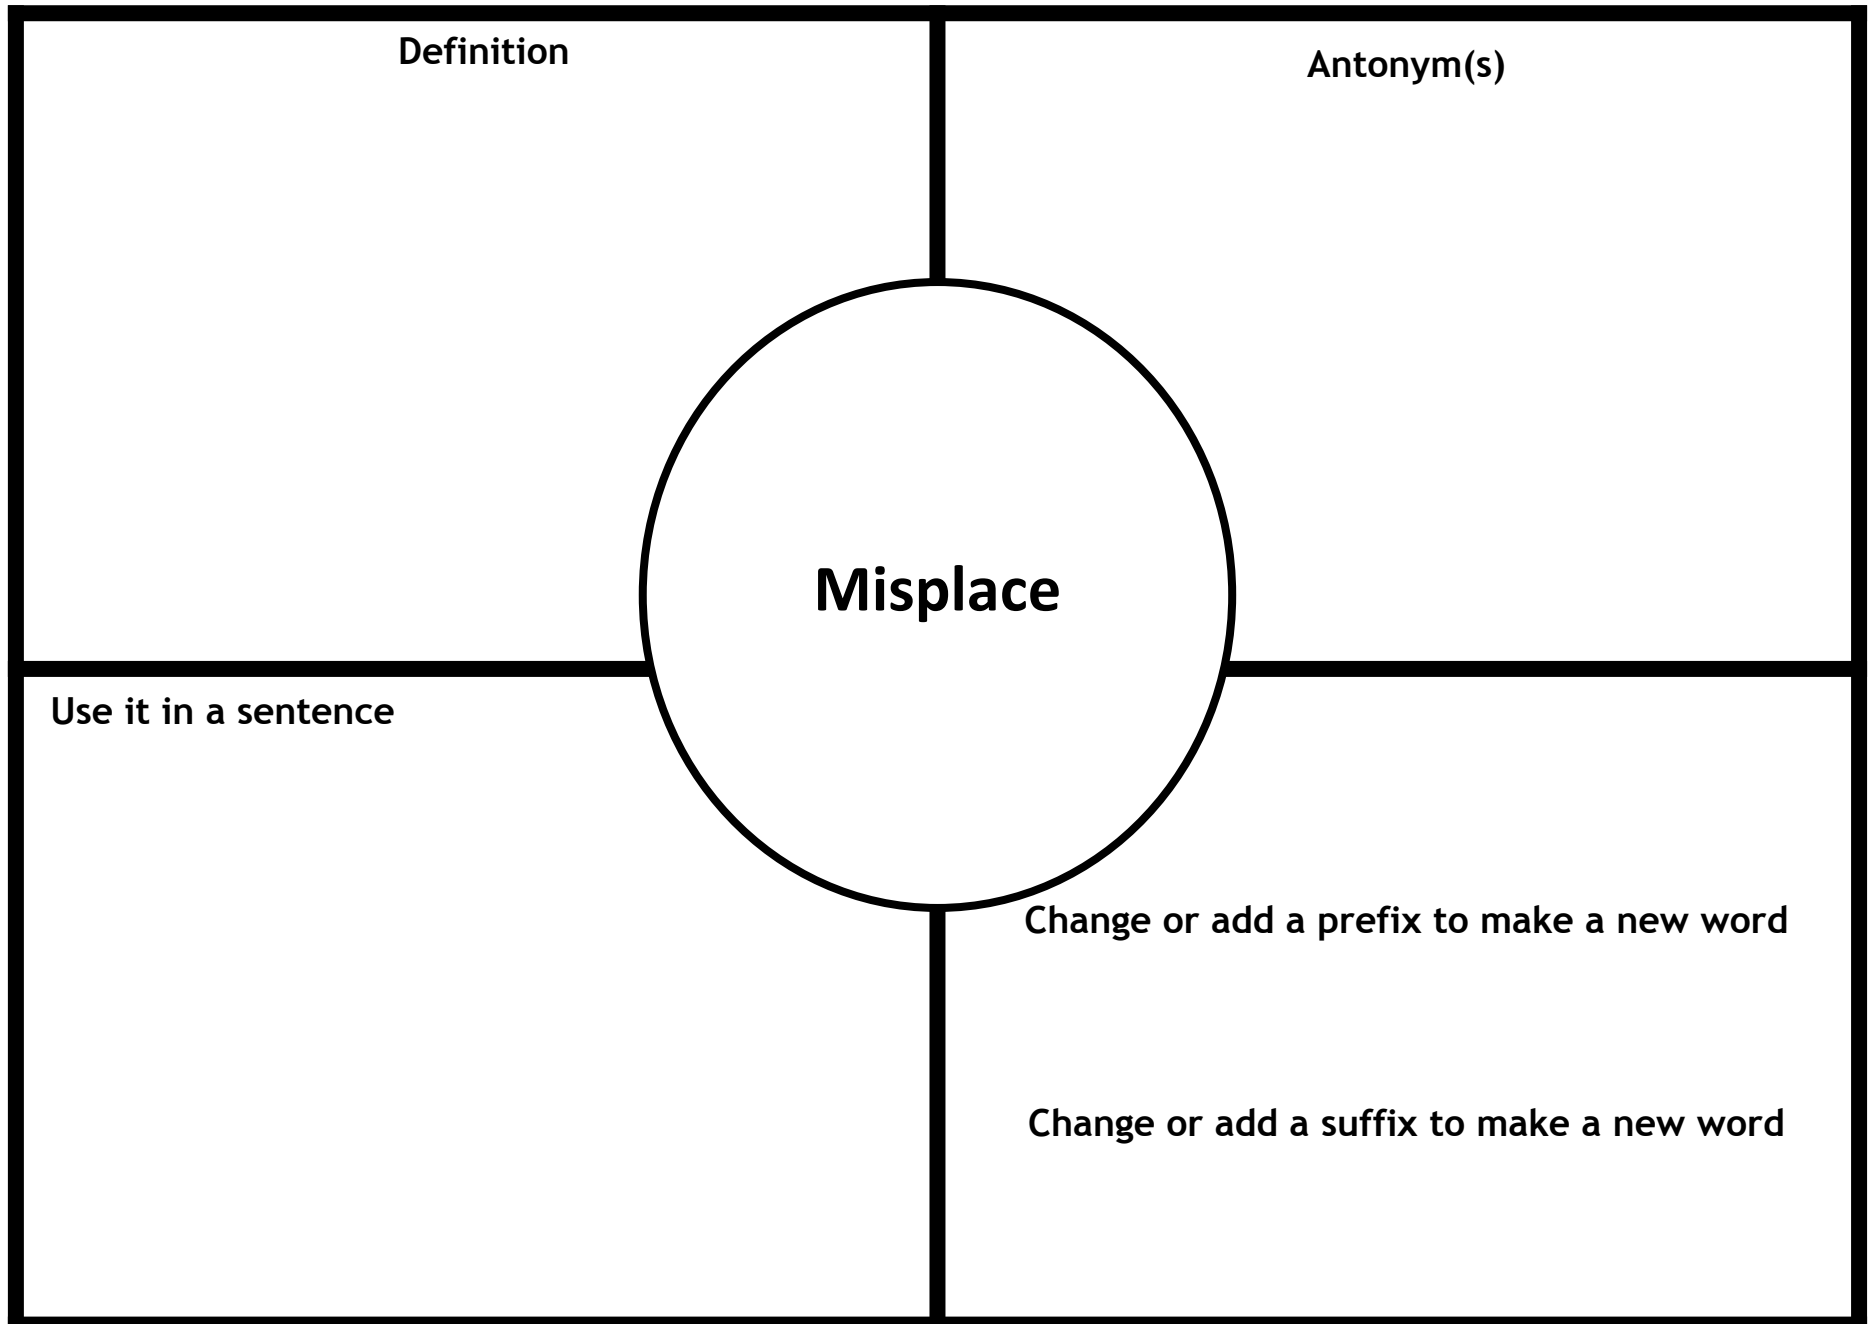 Definition
Antonym(s)
Misplace
Use it in a sentence
Change or add a prefix to make a new word
Change or add a suffix to make a new word